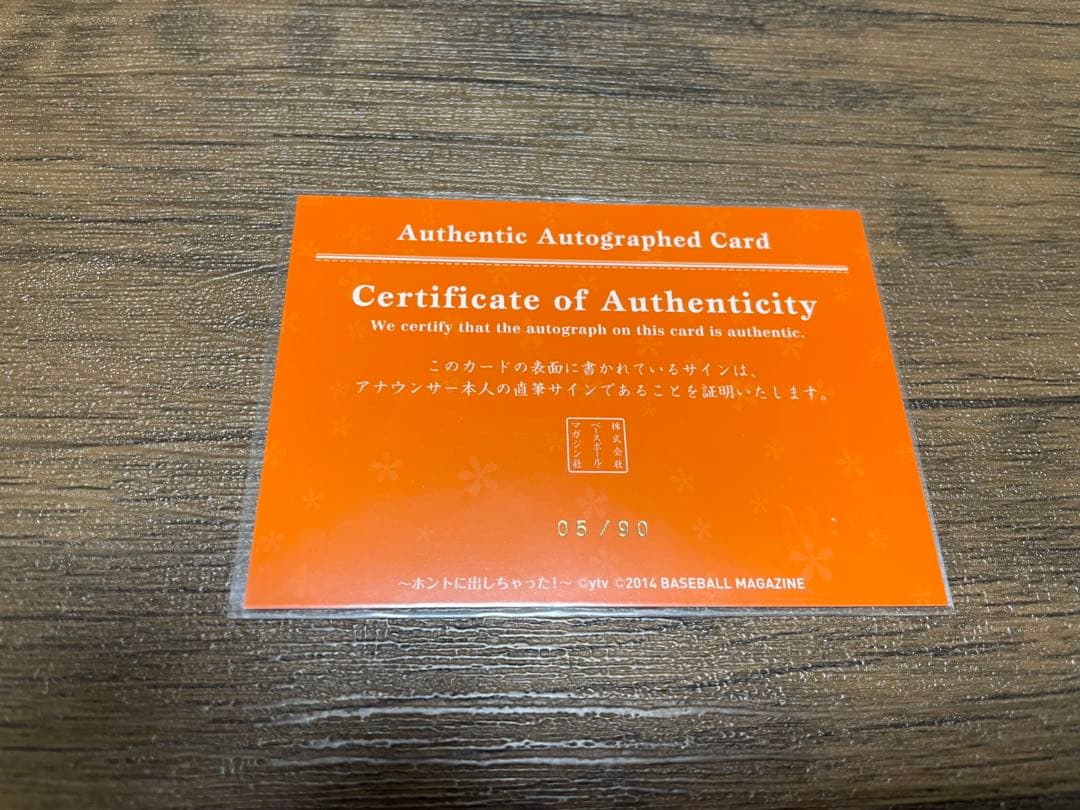 Authentic Autographed Card
Certificate of Authenticity
We certify that the autograph on this card is authentic.
このカードの表面に書かれているサインは、
アナウンサー本人の直筆サインであることを証明いたします。
株式会社
ベースボール・
マガジン社
05/90
〜ホントに出しちゃった!〜 ©ytv ©2014 BASEBALL MAGAZINE